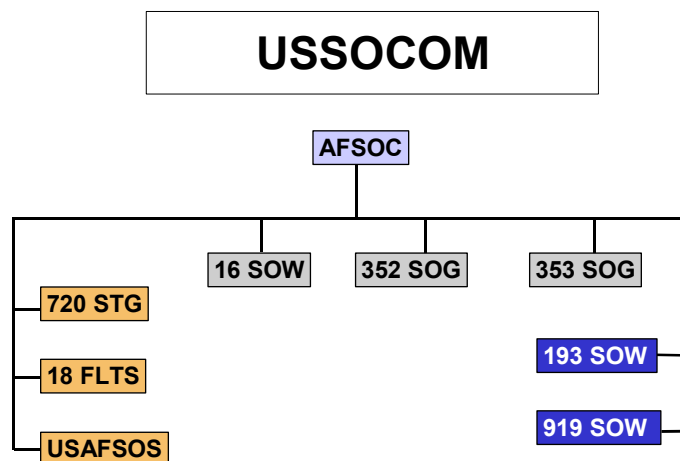 USSOCOM
AFSOC
16 SOW
352 SOG
353 SOG
720 STG
18 FLTS
USAFSOS
193 SOW
919 SOW